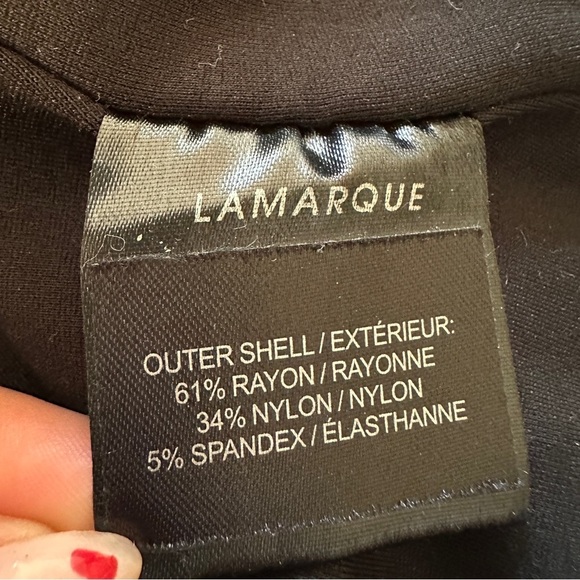 LAMARQUE
OUTER SHELL / EXTÉRIEUR:
61% RAYON / RAYONNE
34% NYLON / NYLON
5% SPANDEX / ÉLASTHANNE